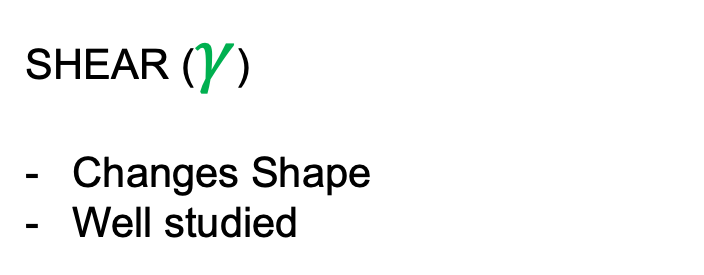 SHEAR (γ)
- Changes Shape
- Well studied